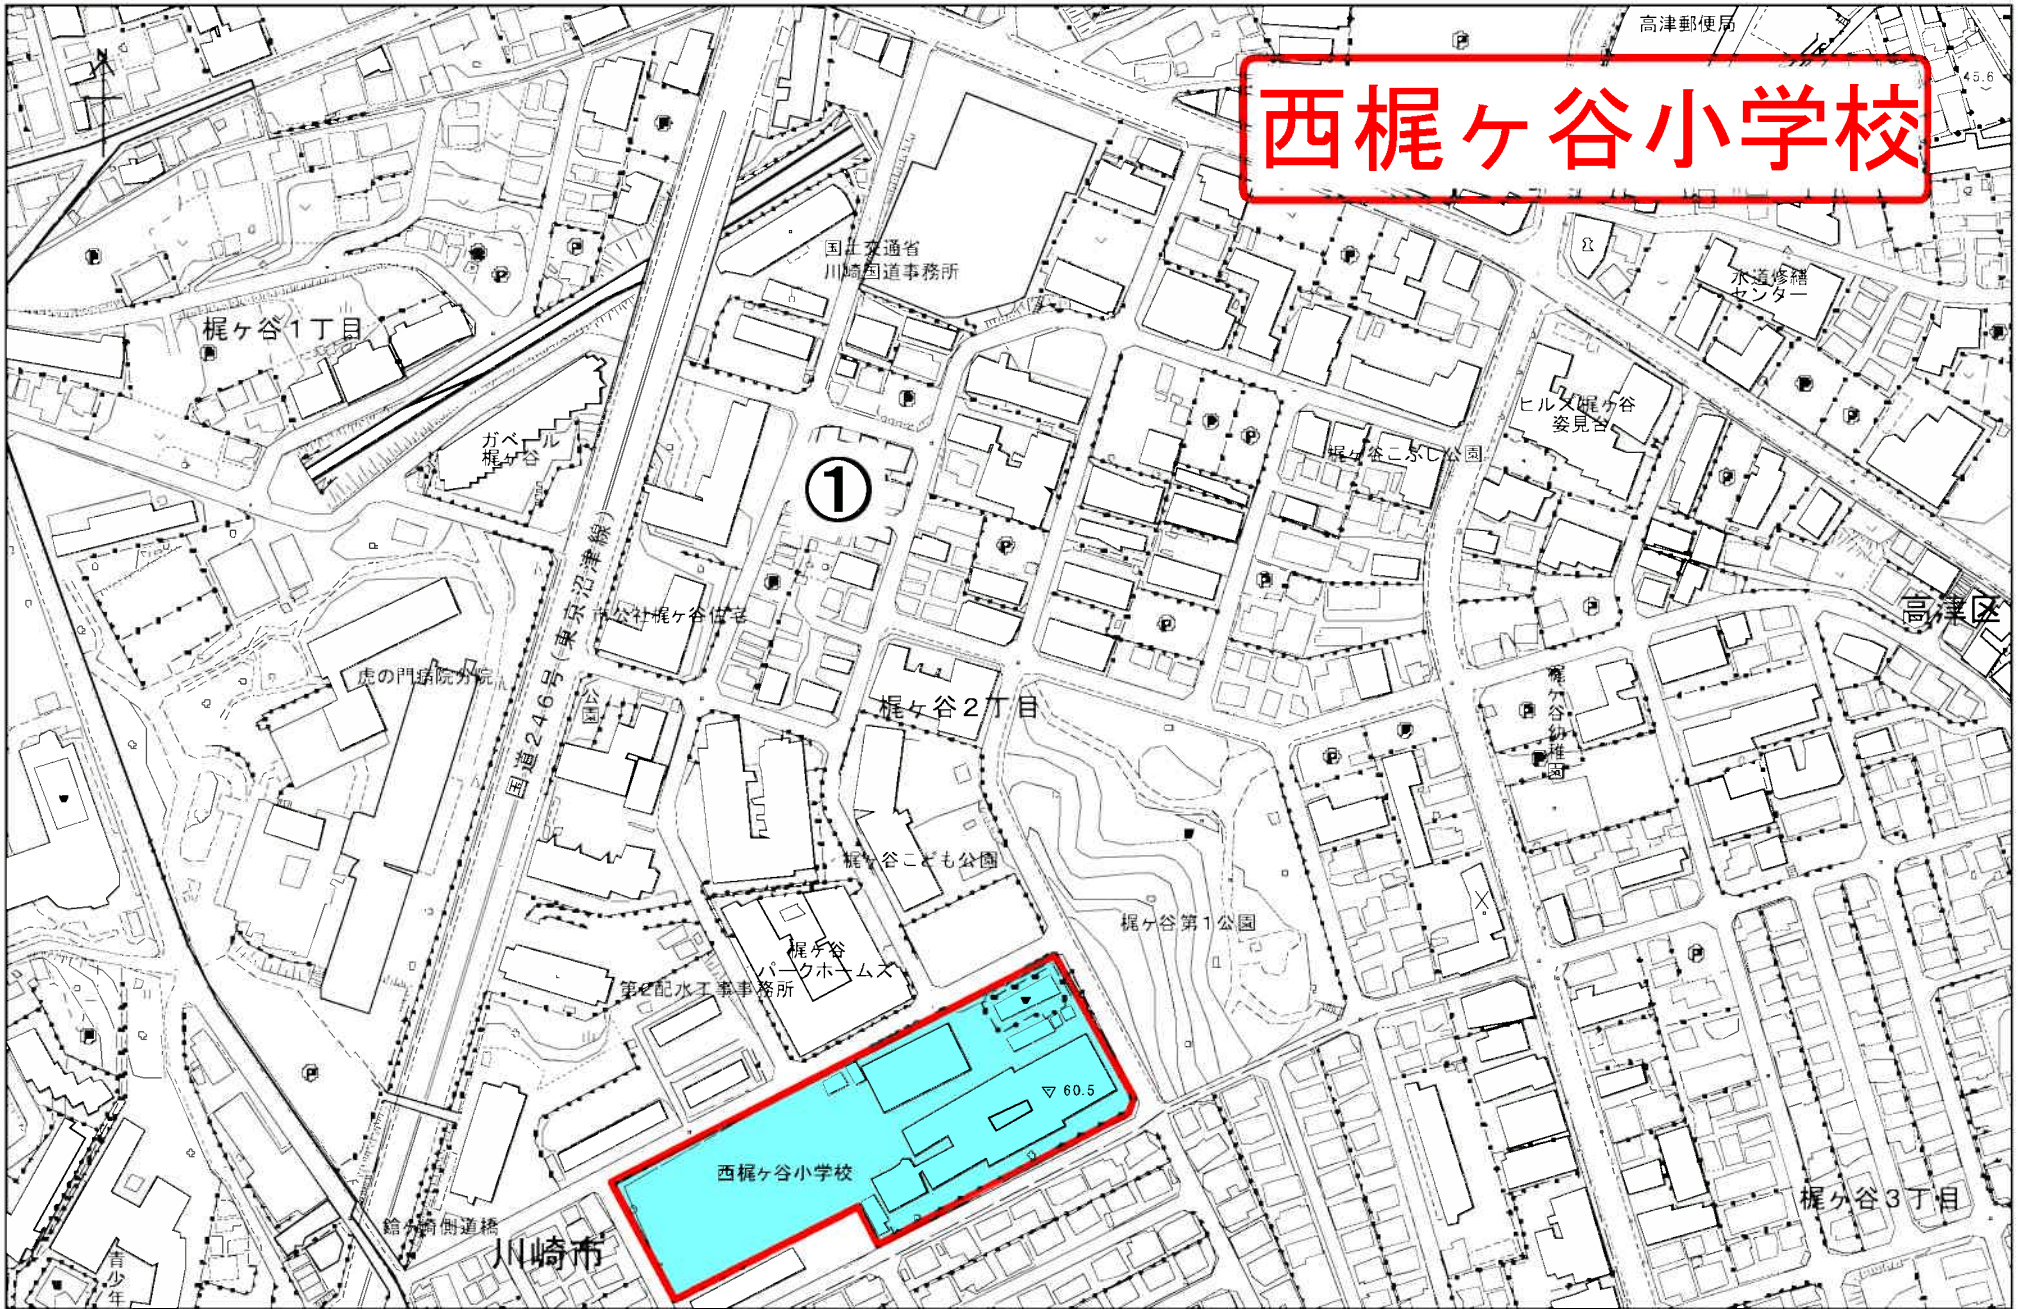 高津郵便局
西梶ヶ谷小学校
45.6
N
国土交通省
川崎国道事務所
水道修繕
センター
梶ヶ谷1丁目
ヒルズ梶ヶ谷
姿見台
ガベール
梶ヶ谷
梶ヶ谷こぶし公園
①
国道246号(東京沼津線)
市公社梶ヶ谷住宅
高津区
虎の門病院分院
公園
梶ヶ谷2丁目
梶ヶ谷幼稚園
梶ヶ谷こども公園
梶ヶ谷第1公園
梶ヶ谷
パークホームズ
第2配水工事事務所
60.5
西梶ヶ谷小学校
梶ヶ谷3丁目
川崎市
青少年